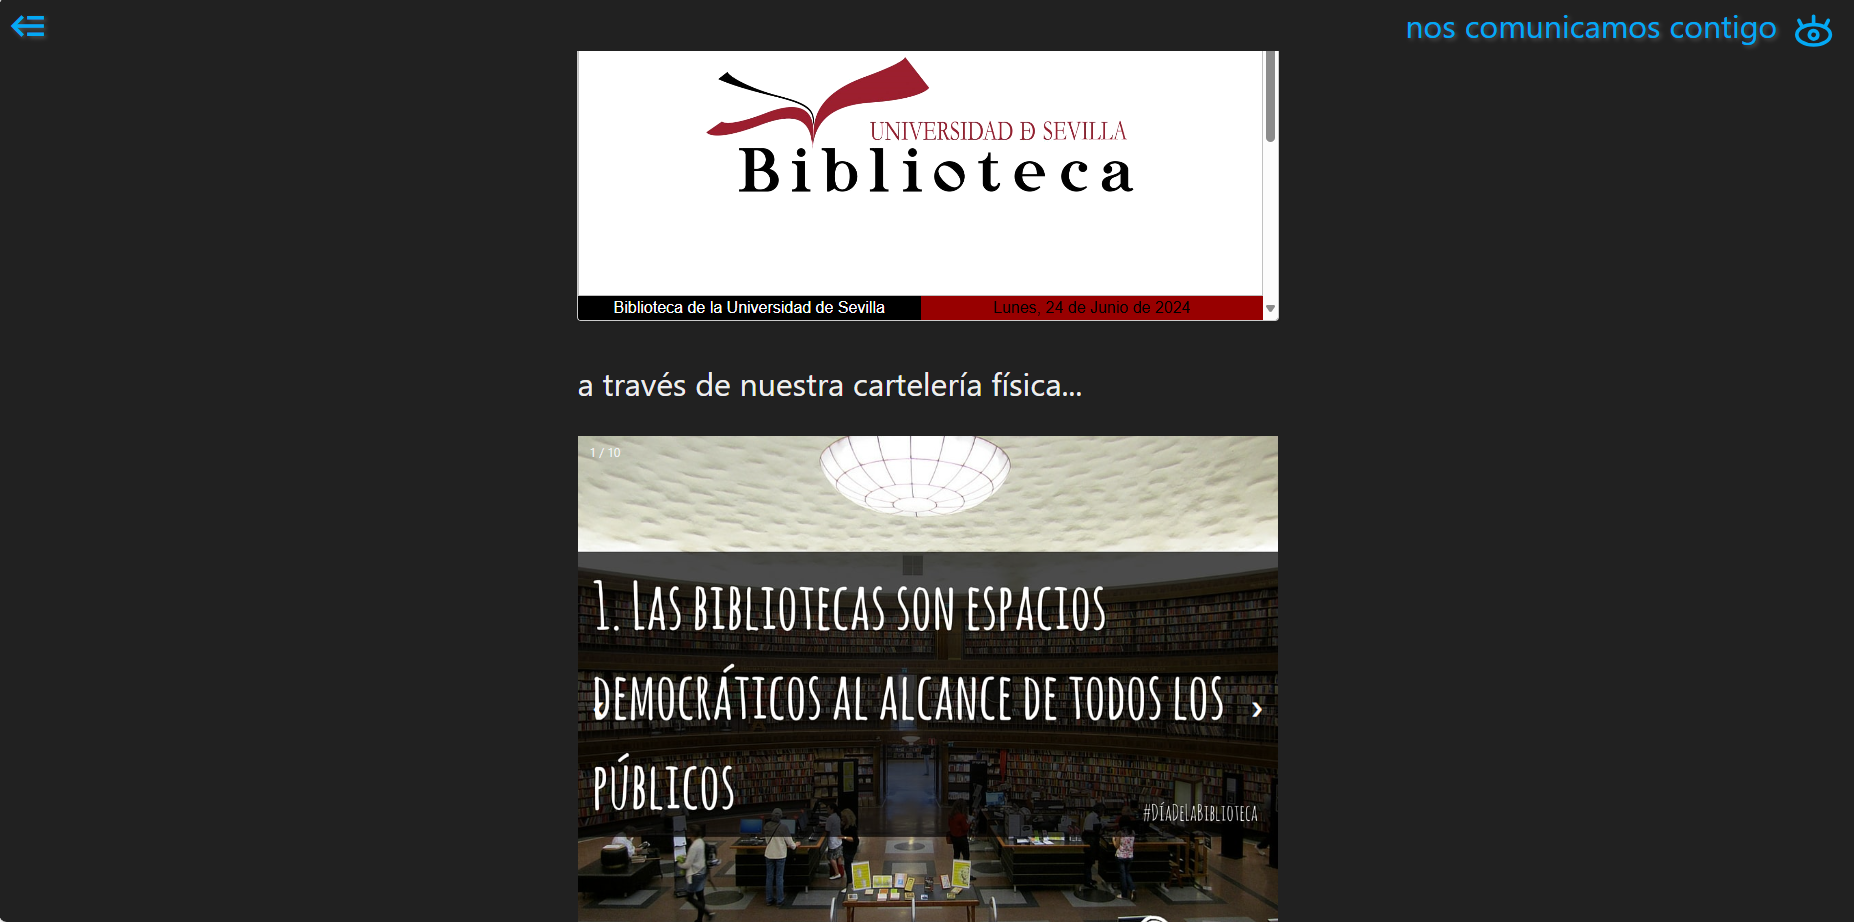 nos comunicamos contigo
UNIVERSIDAD DE SEVILLA
Biblioteca
Biblioteca de la Universidad de Sevilla
Lunes, 24 de Junio de 2024
a través de nuestra cartelería física...
1 / 10
1. LAS BIBLIOTECAS SON ESPACIOS
DEMOCRÁTICOS AL ALCANCE DE TODOS LOS
PÚBLICOS
#DÍADELABIBLIOTECA